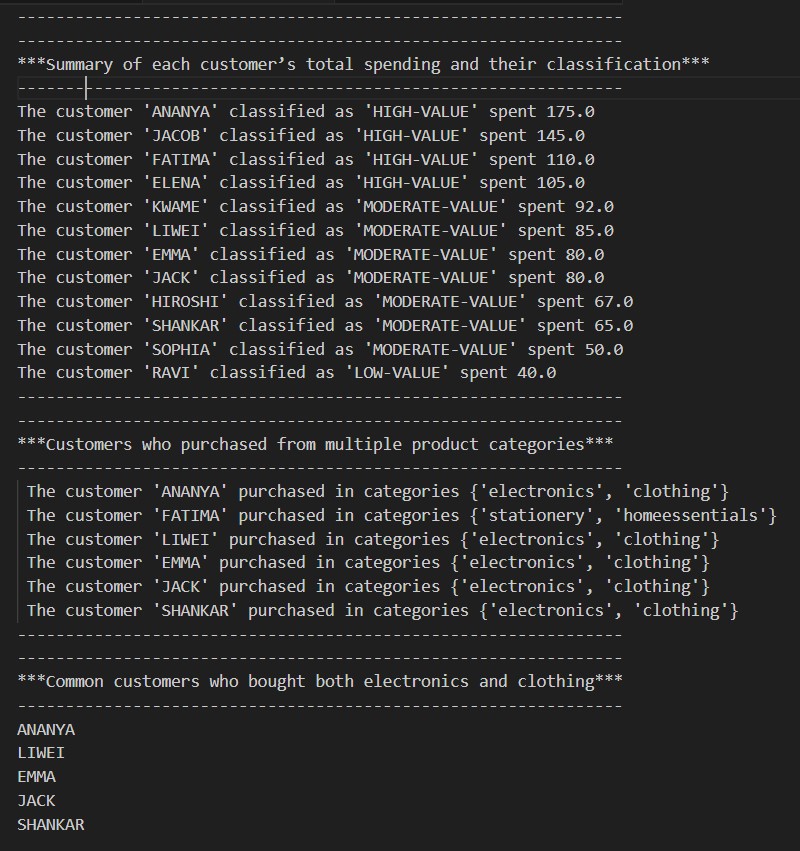 ---------------------------------------------------------------
---------------------------------------------------------------
***Summary of each customer’s total spending and their classification***
---------------------------------------------------------------
The customer 'ANANYA' classified as 'HIGH-VALUE' spent 175.0
The customer 'JACOB' classified as 'HIGH-VALUE' spent 145.0
The customer 'FATIMA' classified as 'HIGH-VALUE' spent 110.0
The customer 'ELENA' classified as 'HIGH-VALUE' spent 105.0
The customer 'KWAME' classified as 'MODERATE-VALUE' spent 92.0
The customer 'LIWEI' classified as 'MODERATE-VALUE' spent 85.0
The customer 'EMMA' classified as 'MODERATE-VALUE' spent 80.0
The customer 'JACK' classified as 'MODERATE-VALUE' spent 80.0
The customer 'HIROSHI' classified as 'MODERATE-VALUE' spent 67.0
The customer 'SHANKAR' classified as 'MODERATE-VALUE' spent 65.0
The customer 'SOPHIA' classified as 'MODERATE-VALUE' spent 50.0
The customer 'RAVI' classified as 'LOW-VALUE' spent 40.0
---------------------------------------------------------------
---------------------------------------------------------------
***Customers who purchased from multiple product categories***
---------------------------------------------------------------
 The customer 'ANANYA' purchased in categories {'electronics', 'clothing'}
 The customer 'FATIMA' purchased in categories {'stationery', 'homeessentials'}
 The customer 'LIWEI' purchased in categories {'electronics', 'clothing'}
 The customer 'EMMA' purchased in categories {'electronics', 'clothing'}
 The customer 'JACK' purchased in categories {'electronics', 'clothing'}
 The customer 'SHANKAR' purchased in categories {'electronics', 'clothing'}
---------------------------------------------------------------
---------------------------------------------------------------
***Common customers who bought both electronics and clothing***
---------------------------------------------------------------
ANANYA
LIWEI
EMMA
JACK
SHANKAR